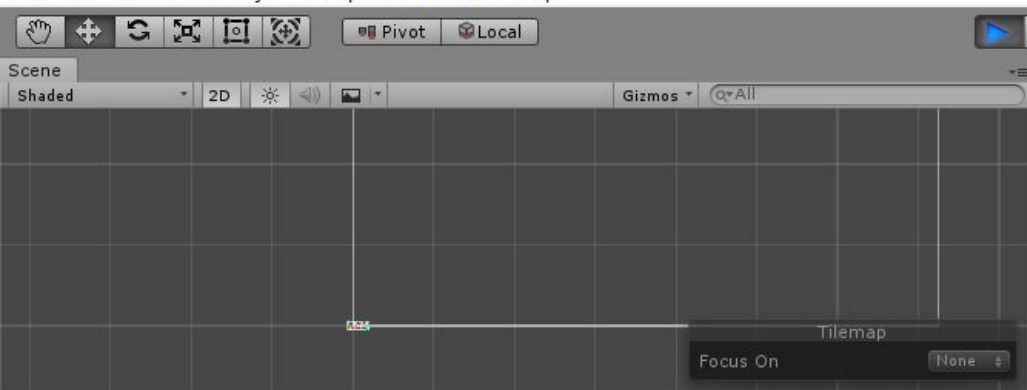 Pivot Local
Scene
Shaded 2D Gizmos All
Tilemap
Focus On None